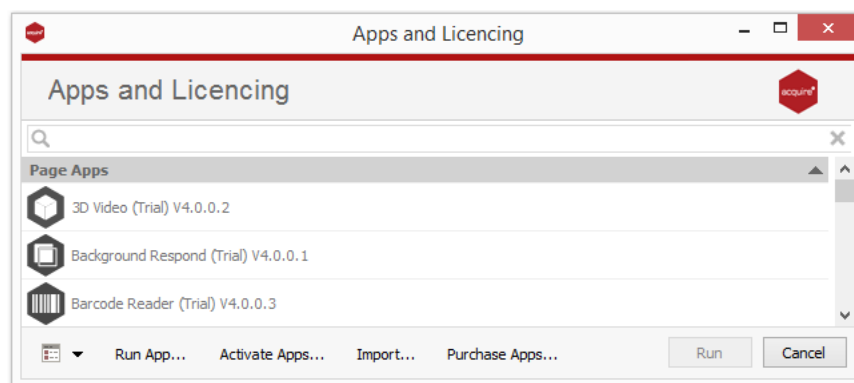 acquire
Apps and Licencing
Apps and Licencing
acquire
Page Apps
3D Video (Trial) V4.0.0.2
Background Respond (Trial) V4.0.0.1
Barcode Reader (Trial) V4.0.0.3
Run App... Activate Apps... Import... Purchase Apps... Run Cancel